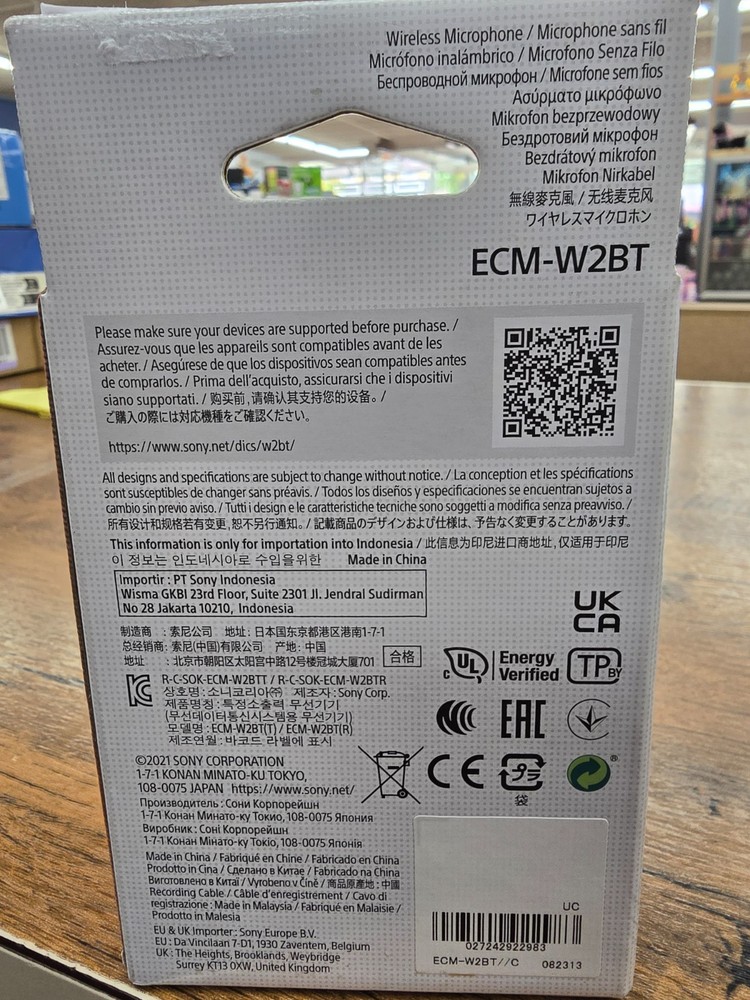 Wireless Microphone / Microphone sans fil
Micrófono inalámbrico / Microfono Senza Filo
Беспроводной микрофон / Microfone sem fios
Ασύρματο μικρόφωνο
Mikrofon bezprzewodowy
Бездротовий мікрофон
Bezdrátový mikrofon
Mikrofon Nirkabel
無線麥克風 / 无线麦克风
ワイヤレスマイクロホン
ECM-W2BT
Please make sure your devices are supported before purchase. /
Assurez-vous que les appareils sont compatibles avant de les
acheter. / Asegúrese de que los dispositivos sean compatibles antes
de comprarlos. / Prima dell'acquisto, assicurarsi che i dispositivi
siano supportati. / 购买前,请确认其支持您的设备。/
ご購入の際には対応機種をご確認ください。
https://www.sony.net/dics/w2bt/
All designs and specifications are subject to change without notice. / La conception et les spécifications
sont susceptibles de changer sans préavis. / Todos los diseños y especificaciones se encuentran sujetos a
cambio sin previo aviso. / Tutti i design e le caratteristiche tecniche sono soggetti a modifica senza preavviso. /
所有设计和规格若有变更,恕不另行通知。/ 記載商品のデザインおよび仕様は、予告なく変更することがあります。
This information is only for importation into Indonesia / 此信息为印尼进口商地址,仅适用于印尼
이 정보는 인도네시아로 수입을위한 Made in China
Importir : PT Sony Indonesia
Wisma GKBI 23rd Floor, Suite 2301 Jl. Jendral Sudirman
No 28 Jakarta 10210, Indonesia
UK
CA
制造商 : 索尼公司 地址: 日本国东京都港区港南1-7-1
总经销商: 索尼(中国)有限公司 产地: 中国
地址 : 北京市朝阳区太阳宫中路12号楼冠城大厦701 合格
c UL Energy
Verified TP BY
R-C-SOK-ECM-W2BTT / R-C-SOK-ECM-W2BTR
상호명 : 소니코리아㈜ 제조자 : Sony Corp.
제품명칭 : 특정소출력 무선기기
(무선데이터통신시스템용 무선기기)
모델명 : ECM-W2BT(T) / ECM-W2BT(R)
제조연월 : 바코드 라벨에 표시
EAC
©2021 SONY CORPORATION
1-7-1 KONAN MINATO-KU TOKYO,
108-0075 JAPAN https://www.sony.net/
CE
プラ
袋
®
Производитель : Сони Корпорейшн
1-7-1 Конан Минато-ку Токио, 108-0075 Япония
Виробник : Соні Корпорейшн
1-7-1 Конан Мінато-ку Токіо, 108-0075 Японія
Made in China / Fabriqué en Chine / Fabricado en China
Prodotto in Cina / Сделано в Китае / Fabricado na China
Виготовлено в Китаї / Vyrobeno v Číně / 商品原產地 : 中國
Recording Cable / Câble d'enregistrement / Cavo di
registrazione : Made in Malaysia / Fabriqué en Malaisie /
Prodotto in Malesia
EU & UK Importer : Sony Europe B.V.
EU : Da Vincilaan 7-D1, 1930 Zaventem, Belgium
UK : The Heights, Brooklands, Weybridge
Surrey KT13 0XW, United Kingdom
UC
027242922983
ECM-W2BT//C 082313